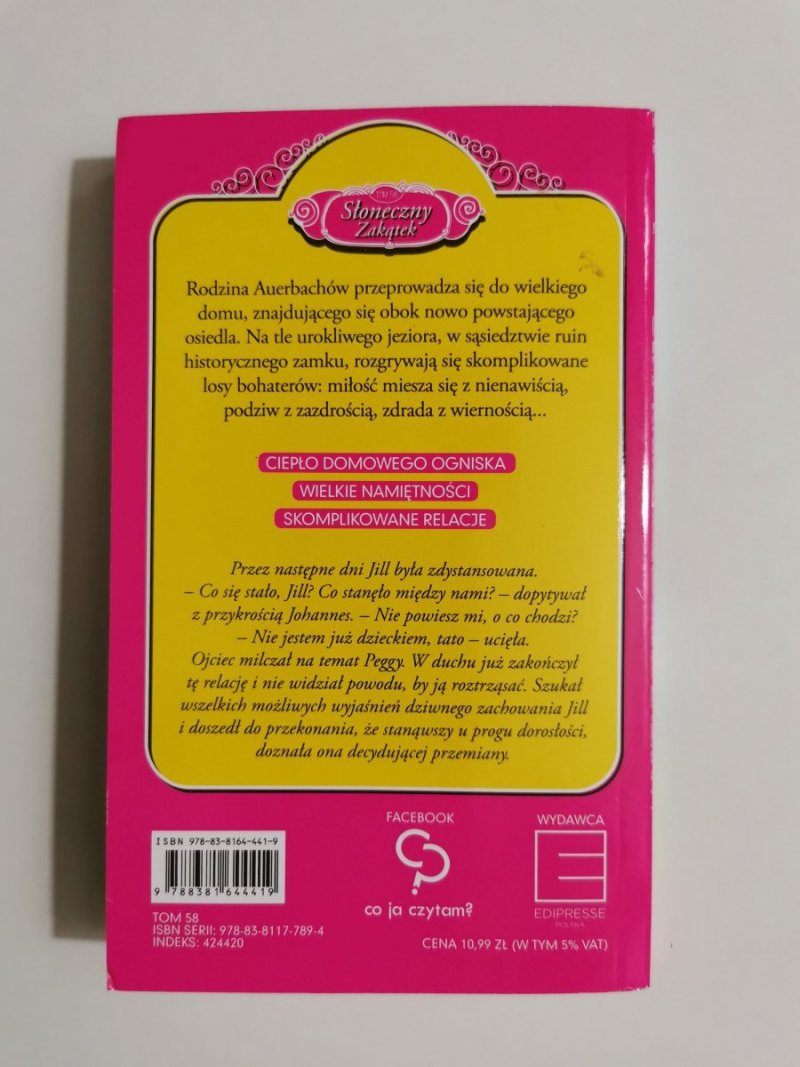 TOM 58
Słoneczny
Zakątek
Rodzina Auerbachów przeprowadza się do wielkiego
domu, znajdującego się obok nowo powstającego
osiedla. Na tle urokliwego jeziora, w sąsiedztwie ruin
historycznego zamku, rozgrywają się skomplikowane
losy bohaterów: miłość miesza się z nienawiścią,
podziw z zazdrością, zdrada z wiernością...
CIEPŁO DOMOWEGO OGNISKA
WIELKIE NAMIĘTNOŚCI
SKOMPLIKOWANE RELACJE
Przez następne dni Jill była zdystansowana.
– Co się stało, Jill? Co stanęło między nami? – dopytywał
z przykrością Johannes. – Nie powiesz mi, o co chodzi?
– Nie jestem już dzieckiem, tato – ucięła.
Ojciec milczał na temat Peggy. W duchu już zakończył
tę relację i nie widział powodu, by ją roztrząsać. Szukał
wszelkich możliwych wyjaśnień dziwnego zachowania Jill
i doszedł do przekonania, że stanąwszy u progu dorosłości,
doznała ona decydującej przemiany.
ISBN 978-83-8164-441-9
9 788381 644419
TOM 58
ISBN SERII: 978-83-8117-789-4
INDEKS: 424420
FACEBOOK
co ja czytam?
WYDAWCA
EDIPRESSE
POLSKA
CENA 10,99 ZŁ (W TYM 5% VAT)